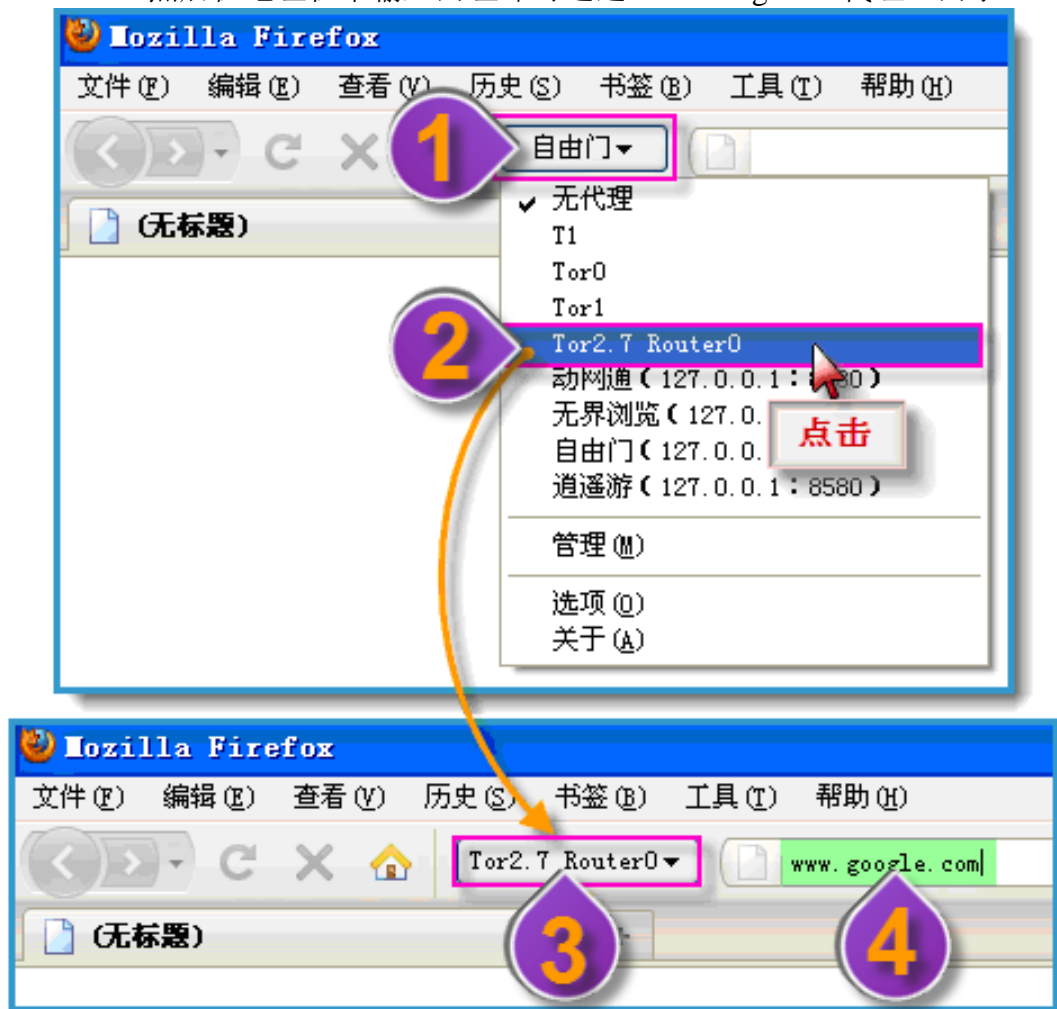 Mozilla Firefox
文件(F) 编辑(E) 查看(V) 历史(S) 书签(B) 工具(T) 帮助(H)
1 自由门
(无标题)
无代理
T1
Tor0
Tor1
2 Tor2.7 Router0
动网通(127.0.0.1:80)
无界浏览(127.0.
点击
自由门(127.0.0.
逍遥游(127.0.0.1:8580)
管理(M)
选项(O)
关于(A)
Mozilla Firefox
文件(F) 编辑(E) 查看(V) 历史(S) 书签(B) 工具(T) 帮助(H)
Tor2.7 Router0 www.google.com
(无标题)
3 4